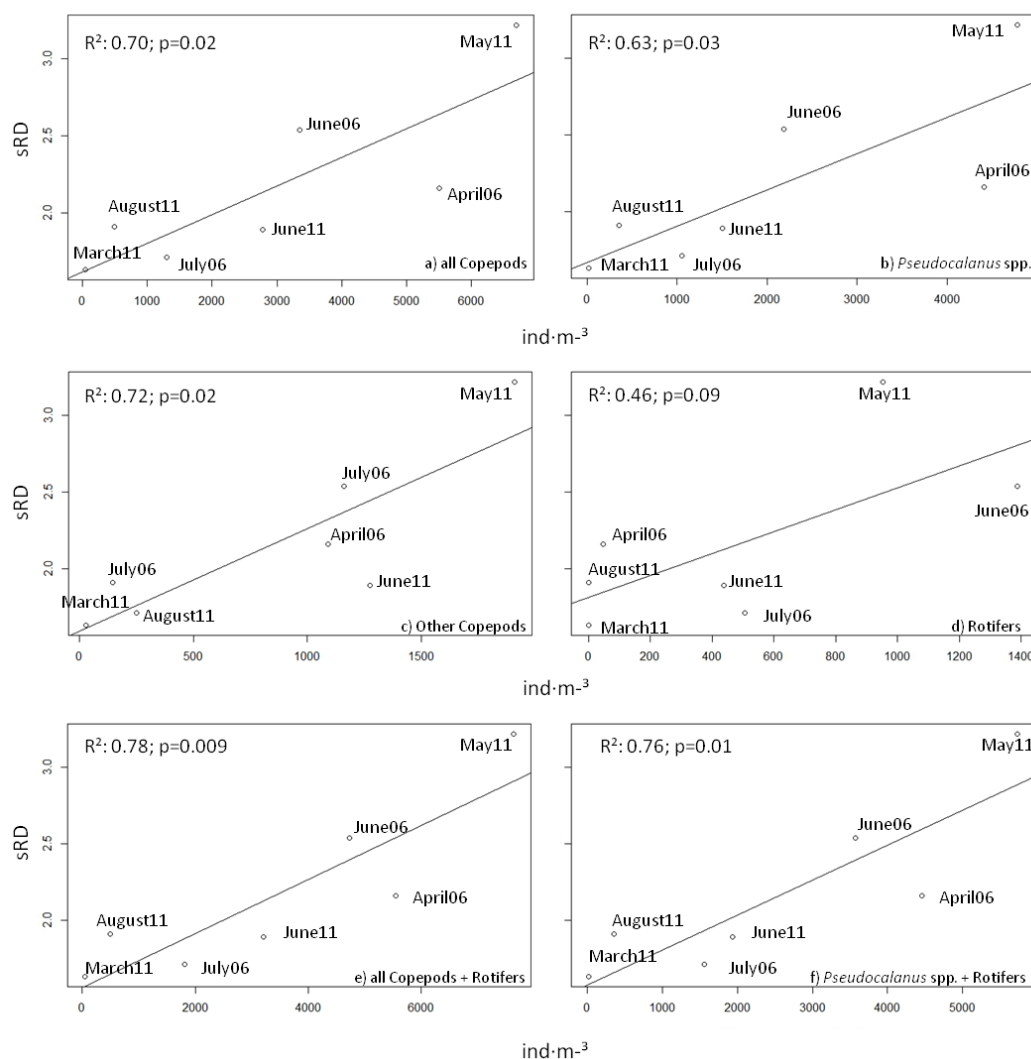 R²: 0.70; p=0.02
May11
June06
April06
August11
June11
March11
July06
a) all Copepods
sRD
2.0 2.5 3.0
0 1000 2000 3000 4000 5000 6000
R²: 0.63; p=0.03
May11
June06
April06
August11
June11
March11
July06
b) Pseudocalanus spp.
0 1000 2000 3000 4000
ind·m-³
R²: 0.72; p=0.02
May11
July06
April06
July06
June11
March11
August11
c) Other Copepods
sRD
2.0 2.5 3.0
0 500 1000 1500
R²: 0.46; p=0.09
May11
June06
April06
August11
June11
July06
March11
d) Rotifers
0 200 400 600 800 1000 1200 1400
ind·m-³
R²: 0.78; p=0.009
May11
June06
April06
August11
June11
March11
July06
e) all Copepods + Rotifers
sRD
2.0 2.5 3.0
0 2000 4000 6000
R²: 0.76; p=0.01
May11
June06
April06
August11
June11
March11
July06
f) Pseudocalanus spp. + Rotifers
0 1000 2000 3000 4000 5000
ind·m-³